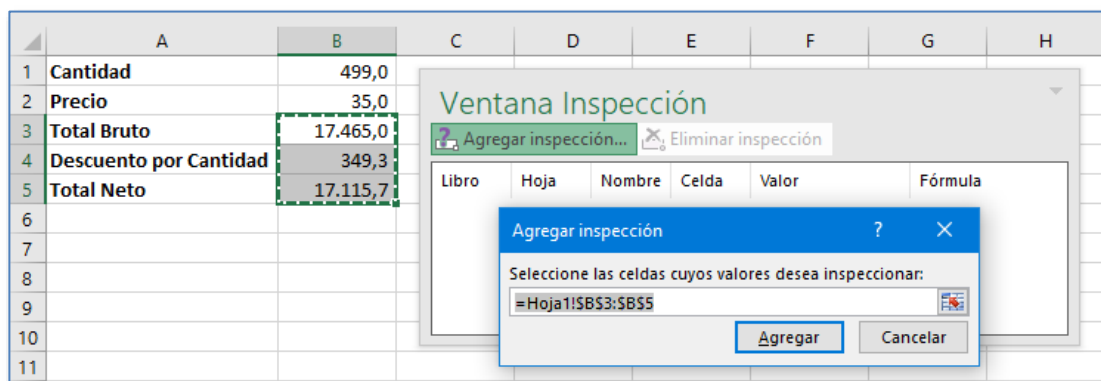 A B C D E F G H
1 Cantidad 499,0
2 Precio 35,0
3 Total Bruto 17.465,0
4 Descuento por Cantidad 349,3
5 Total Neto 17.115,7
6
7
8
9
10
11
Ventana Inspección
Agregar inspección... Eliminar inspección
Libro Hoja Nombre Celda Valor Fórmula
Agregar inspección ?
Seleccione las celdas cuyos valores desea inspeccionar:
=Hoja1!$B$3:$B$5
Agregar Cancelar